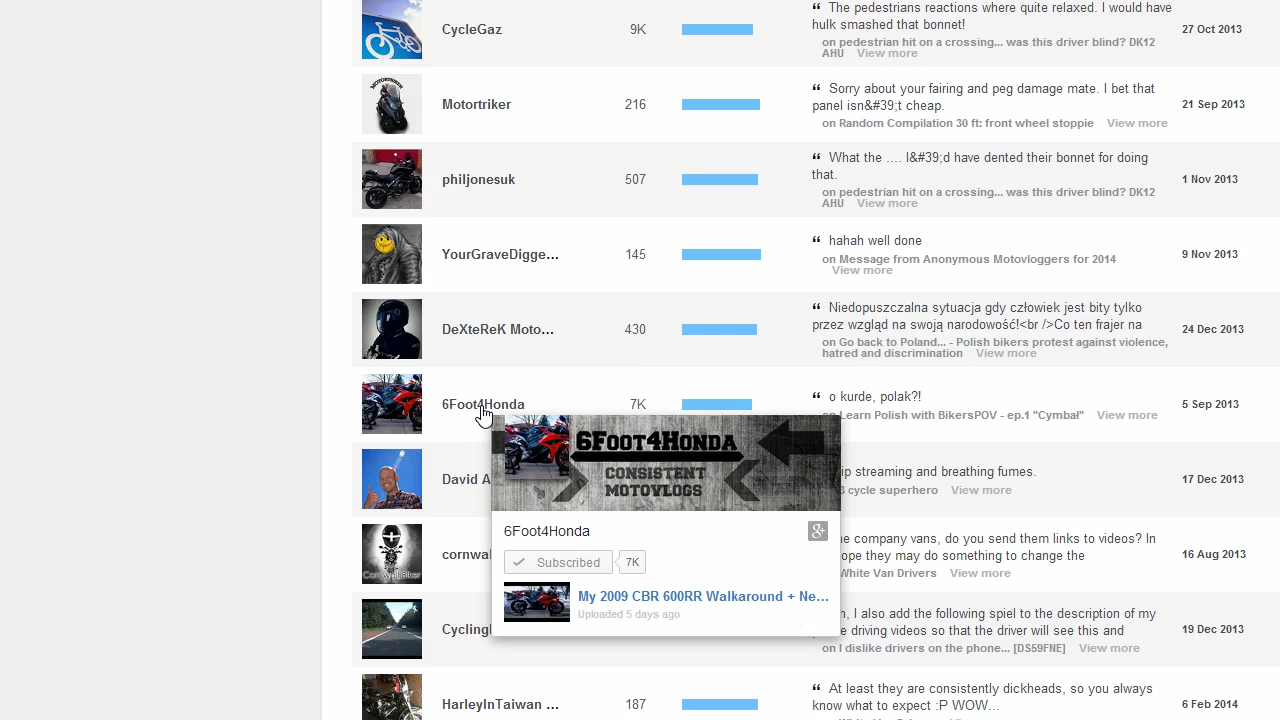 CycleGaz
9K
“ The pedestrians reactions where quite relaxed. I would have
hulk smashed that bonnet!
on pedestrian hit on a crossing... was this driver blind? DK12
AHU View more
27 Oct 2013
Motortriker
216
“ Sorry about your fairing and peg damage mate. I bet that
panel isn&#39;t cheap.
on Random Compilation 30 ft: front wheel stoppie View more
21 Sep 2013
philjonesuk
507
“ What the .... I&#39;d have dented their bonnet for doing
that.
on pedestrian hit on a crossing... was this driver blind? DK12
AHU View more
1 Nov 2013
YourGraveDigge...
145
“ hahah well done
on Message from Anonymous Motovloggers for 2014
View more
9 Nov 2013
DeXteReK Moto...
430
“ Niedopuszczalna sytuacja gdy człowiek jest bity tylko
przez wzgląd na swoją narodowość!<br />Co ten frajer na
on Go back to Poland... - Polish bikers protest against violence,
hatred and discrimination View more
24 Dec 2013
6Foot4Honda
7K
“ o kurde, polak?!
on Learn Polish with BikersPOV - ep.1 "Cymbał" View more
5 Sep 2013
6Foot4Honda
CONSISTENT
MOTOVLOGS
6Foot4Honda
Subscribed 7K
My 2009 CBR 600RR Walkaround + Ne...
Uploaded 5 days ago
David A
streaming and breathing fumes.
cycle superhero View more
17 Dec 2013
cornwal
company vans, do you send them links to videos? In
they may do something to change the
White Van Drivers View more
16 Aug 2013
Cycling
I also add the following spiel to the description of my
driving videos so that the driver will see this and
on I dislike drivers on the phone... [DS59FNE] View more
19 Dec 2013
HarleyInTaiwan ...
187
“ At least they are consistently dickheads, so you always
know what to expect :P WOW...
6 Feb 2014